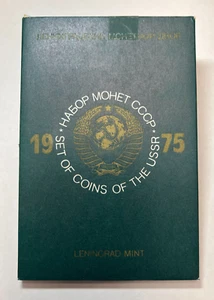 НАБОР МОНЕТ СССР
1975
SET OF COINS OF THE USSR
LENINGRAD MINT